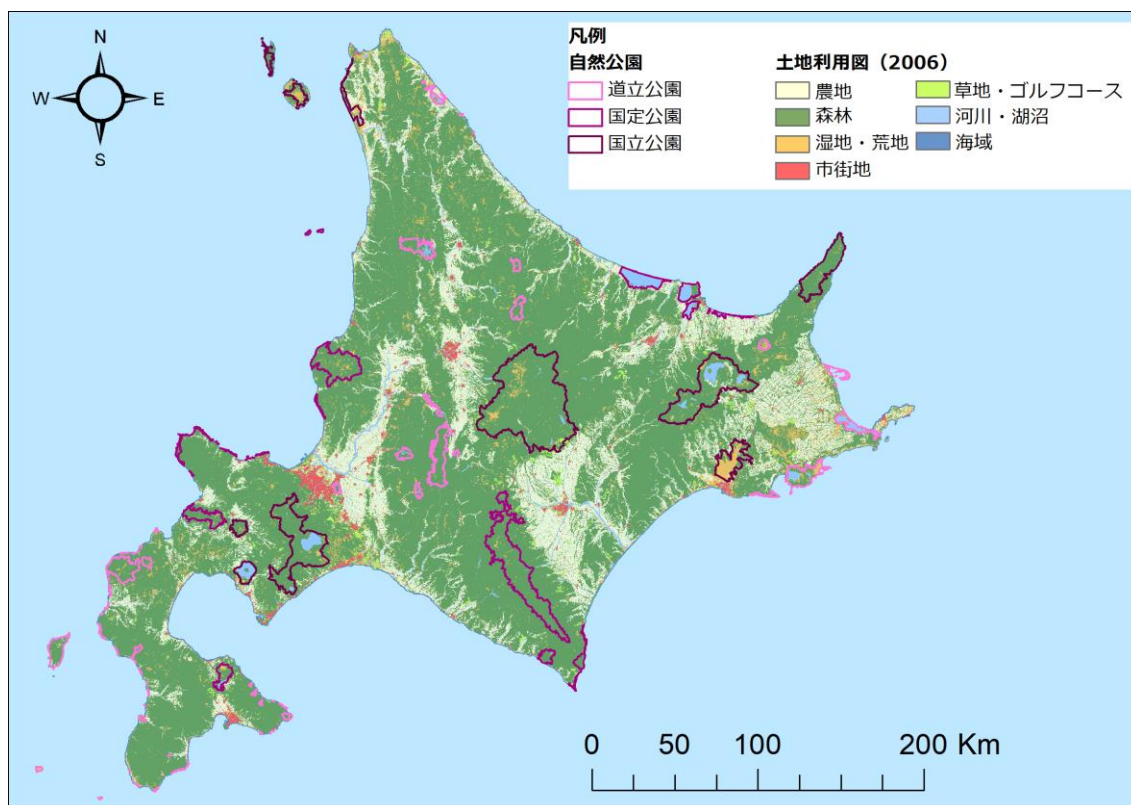 N
W
E
S
凡例
自然公園
道立公園
国定公園
国立公園
土地利用図（2006）
農地
森林
湿地・荒地
市街地
草地・ゴルフコース
河川・湖沼
海域
0 50 100 200 Km